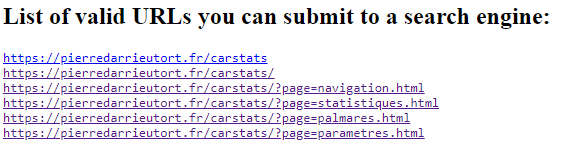 List of valid URLs you can submit to a search engine:
https://pierredarrieutort.fr/carstats
https://pierredarrieutort.fr/carstats/
https://pierredarrieutort.fr/carstats/?page=navigation.html
https://pierredarrieutort.fr/carstats/?page=statistiques.html
https://pierredarrieutort.fr/carstats/?page=palmares.html
https://pierredarrieutort.fr/carstats/?page=parametres.html